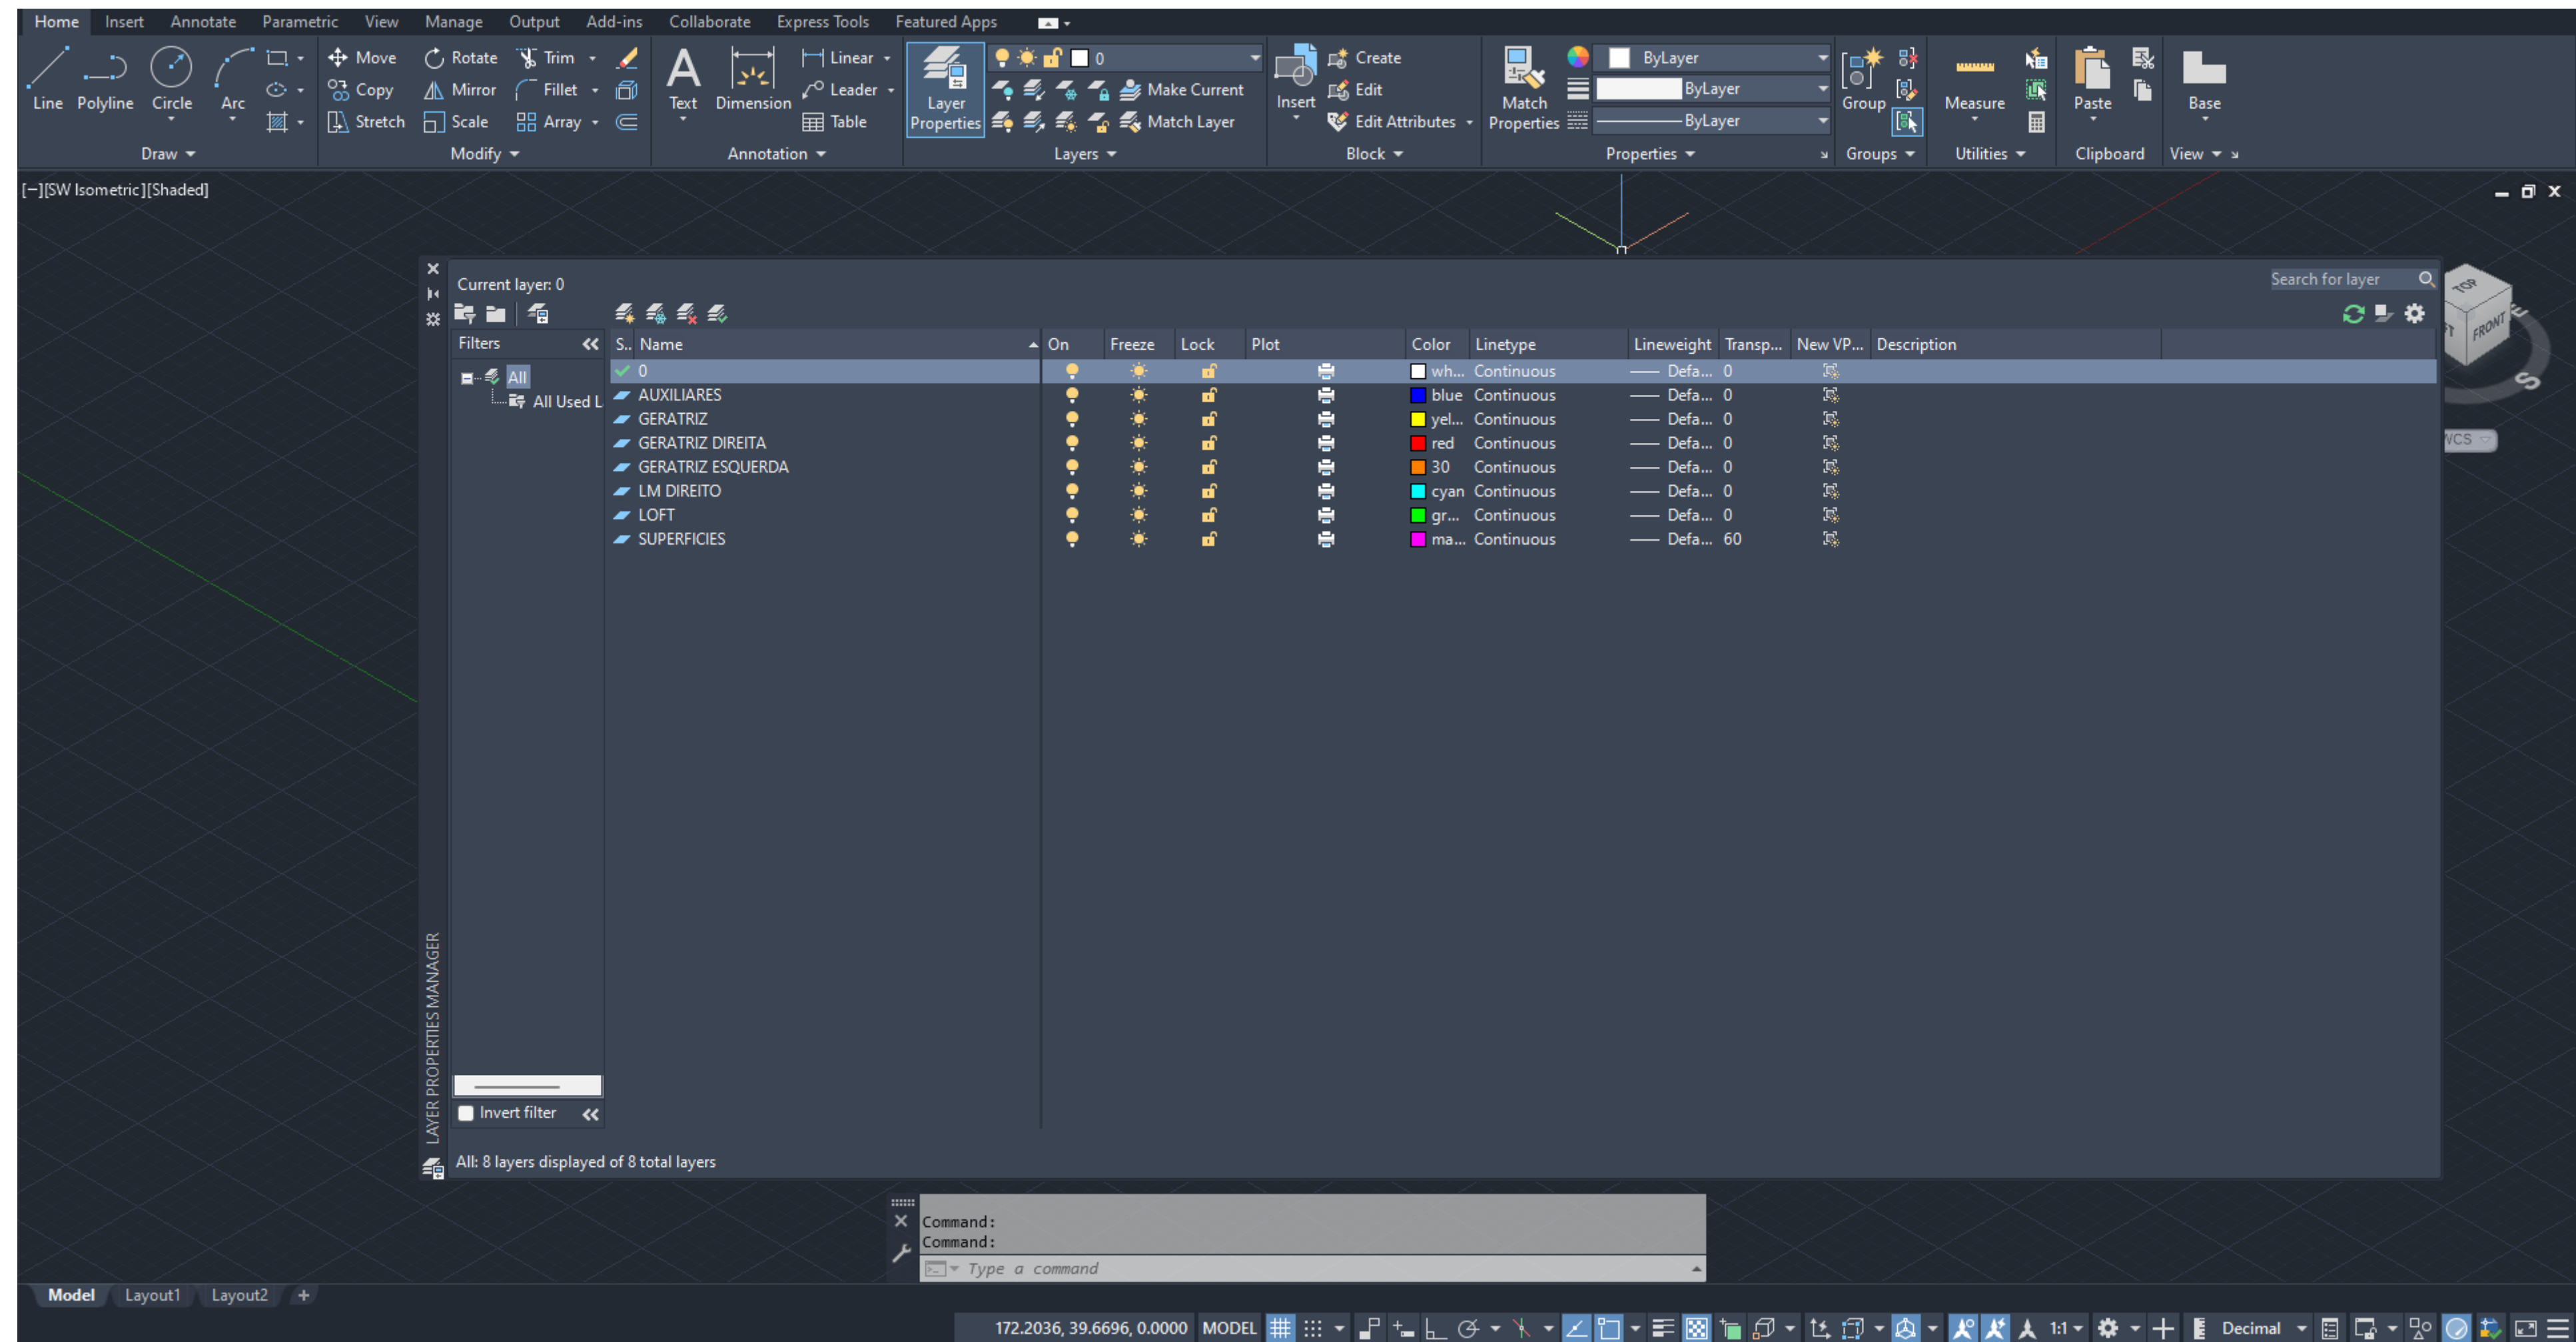 Home Insert Annotate Parametric View Manage Output Add-ins Collaborate Express Tools Featured Apps
Move Rotate Trim Linear 0 Create ByLayer
Copy Mirror Fillet Leader Make Current Edit ByLayer
Line Polyline Circle Arc Text Dimension Layer Properties Insert Match Properties Group Measure Paste Base
Stretch Scale Array Table Match Layer Edit Attributes ByLayer
Draw Modify Annotation Layers Block Properties Groups Utilities Clipboard View
[–][SW Isometric][Shaded]
Current layer: 0 Search for layer
TOP
FRONT
E
S
WCS
Filters S.. Name On Freeze Lock Plot Color Linetype Lineweight Transp... New VP... Description
All 0 wh... Continuous Defa... 0
AUXILIARES blue Continuous Defa... 0
All Used L
GERATRIZ yel... Continuous Defa... 0
GERATRIZ DIREITA red Continuous Defa... 0
GERATRIZ ESQUERDA 30 Continuous Defa... 0
LM DIREITO cyan Continuous Defa... 0
LOFT gr... Continuous Defa... 0
SUPERFICIES ma... Continuous Defa... 60
LAYER PROPERTIES MANAGER
Invert filter
All: 8 layers displayed of 8 total layers
Command:
Command:
Type a command
Model Layout1 Layout2 +
172.2036, 39.6696, 0.0000 MODEL 1:1 Decimal